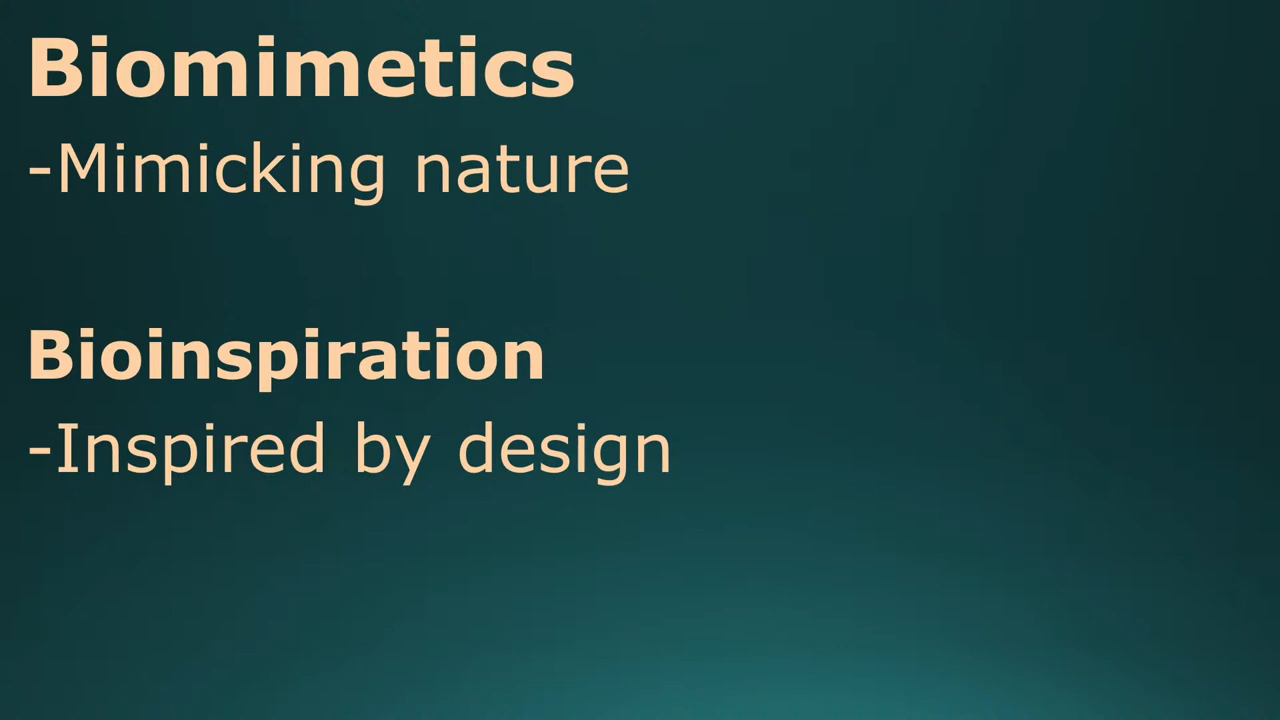 Biomimetics
-Mimicking nature
Bioinspiration
-Inspired by design